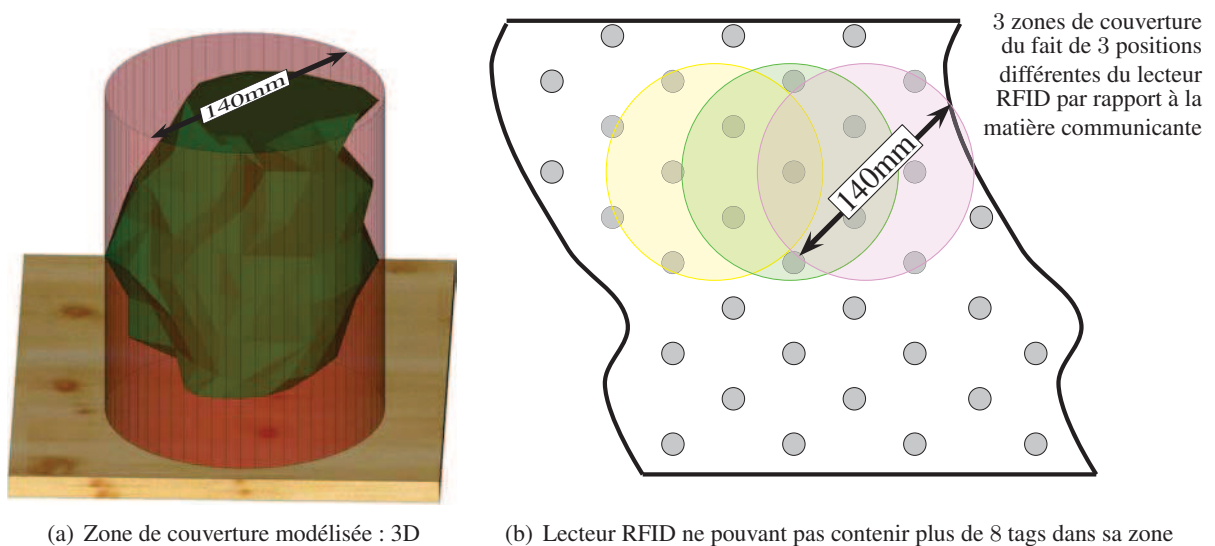 140mm
3 zones de couverture
du fait de 3 positions
différentes du lecteur
RFID par rapport à la
matière communicante
140mm
(a) Zone de couverture modélisée : 3D
(b) Lecteur RFID ne pouvant pas contenir plus de 8 tags dans sa zone